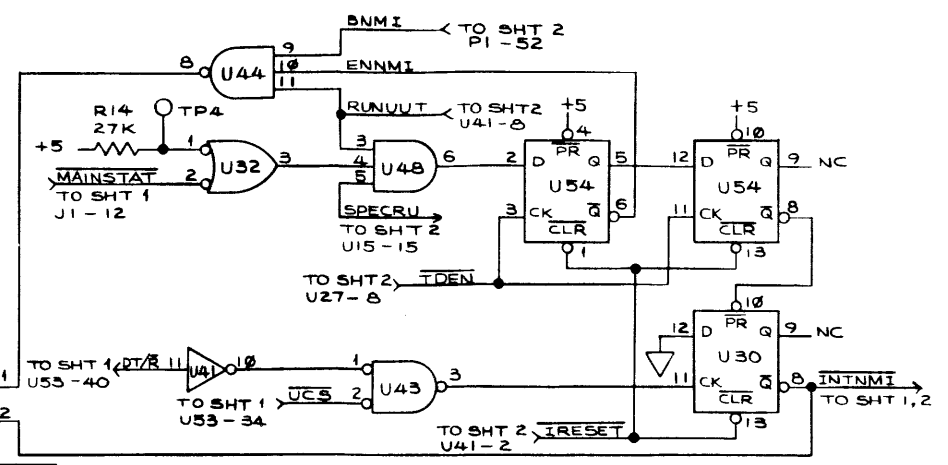 BNMI
TO SHT 2
P1-52
8
U44
9
10
11
ENNMI
RUNUUT
TO SHT2
U41-8
R14
27K
TP4
+5
1
2
U32
3
MAINSTAT
TO SHT 1
J1-12
3
4
5
U48
6
SPECRU
TO SHT 2
U15-15
+5
4
PR
2
D
Q
5
U54
3
CK
Q
6
CLR
1
+5
10
PR
12
D
Q
9
NC
U54
11
CK
Q
8
CLR
13
TO SHT2
U27-8
TDEN
10
PR
12
D
Q
9
NC
U30
11
CK
Q
8
CLR
13
INTNMI
TO SHT 1,2
TO SHT 1
U53-40
DT/R
11
U41
10
1
2
U43
3
TO SHT 1
U53-34
UCS
TO SHT 2
U41-2
IRESET
1
2